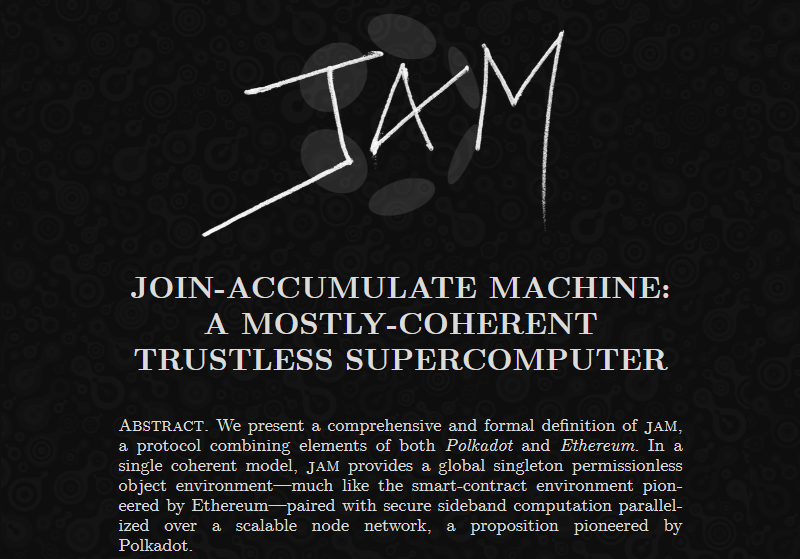 JAM
JOIN-ACCUMULATE MACHINE:
A MOSTLY-COHERENT
TRUSTLESS SUPERCOMPUTER
ABSTRACT. We present a comprehensive and formal definition of JAM,
a protocol combining elements of both Polkadot and Ethereum. In a
single coherent model, JAM provides a global singleton permissionless
object environment—much like the smart-contract environment pion-
eered by Ethereum—paired with secure sideband computation parallel-
ized over a scalable node network, a proposition pioneered by
Polkadot.